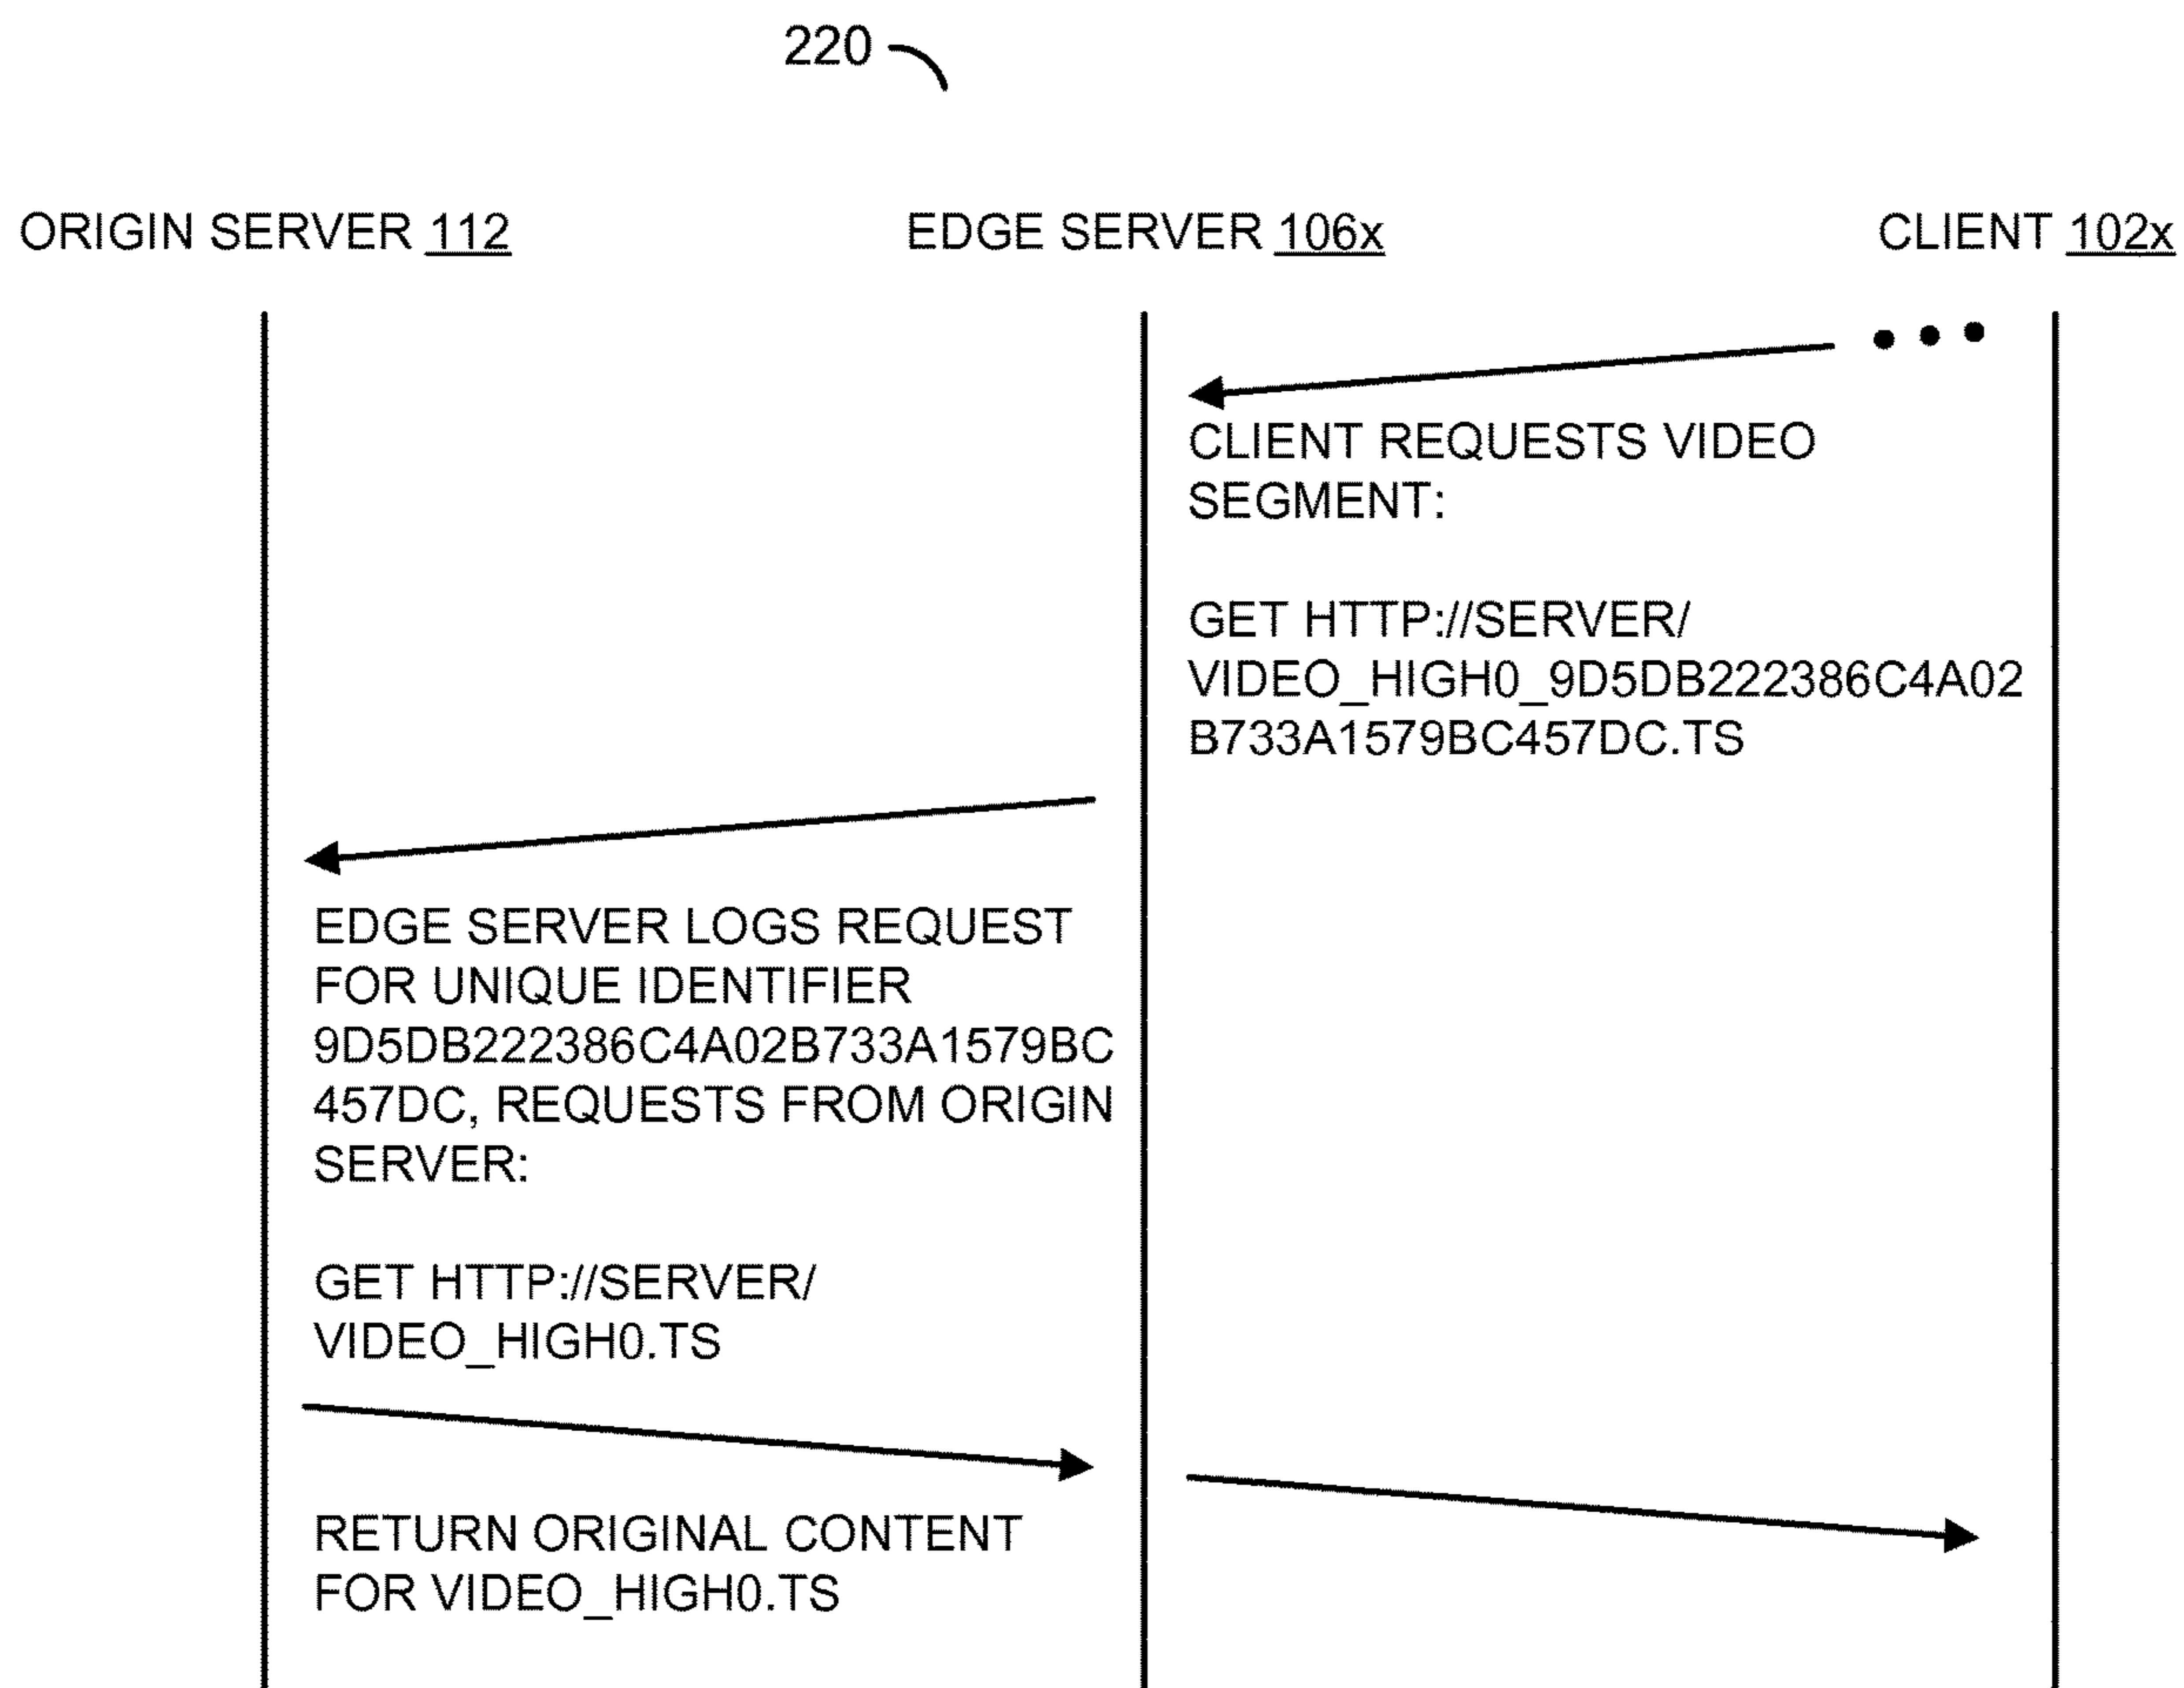 220
ORIGIN SERVER 112
EDGE SERVER 106x
CLIENT 102x
CLIENT REQUESTS VIDEO
SEGMENT:
GET HTTP://SERVER/
VIDEO_HIGH0_9D5DB222386C4A02
B733A1579BC457DC.TS
EDGE SERVER LOGS REQUEST
FOR UNIQUE IDENTIFIER
9D5DB222386C4A02B733A1579BC
457DC, REQUESTS FROM ORIGIN
SERVER:
GET HTTP://SERVER/
VIDEO_HIGH0.TS
RETURN ORIGINAL CONTENT
FOR VIDEO_HIGH0.TS